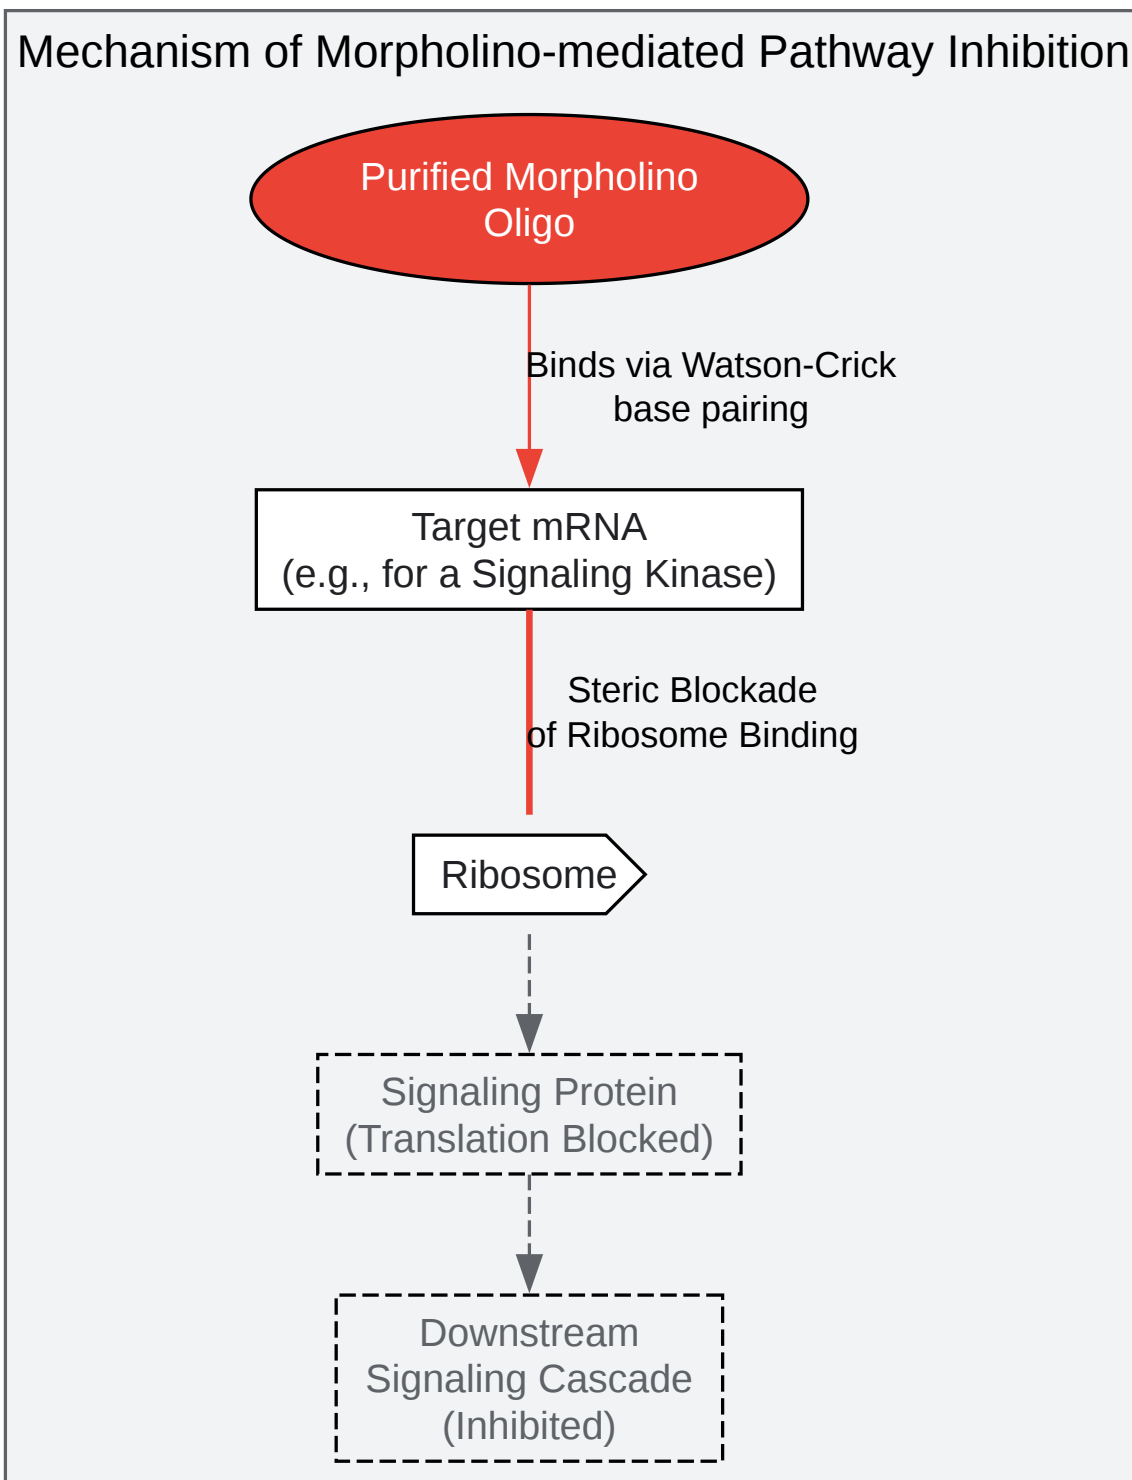 Mechanism of Morpholino-mediated Pathway Inhibition
Purified Morpholino
Oligo
Binds via Watson-Crick
base pairing
Target mRNA
(e.g., for a Signaling Kinase)
Steric Blockade
of Ribosome Binding
Ribosome
Signaling Protein
(Translation Blocked)
Downstream
Signaling Cascade
(Inhibited)